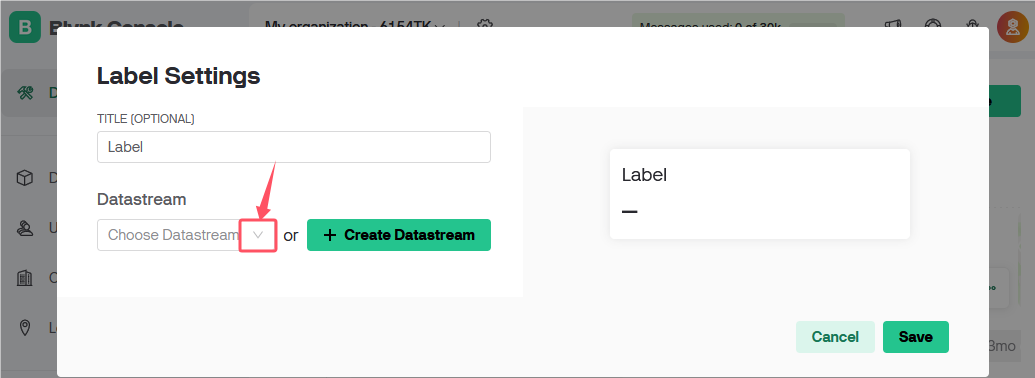 B Blynk Console
My organization - 6154TK
Messages used: 0 of 30k
Label Settings
TITLE (OPTIONAL)
Label
Datastream
Choose Datastream
or
+ Create Datastream
Label
–
Cancel
Save
3mo